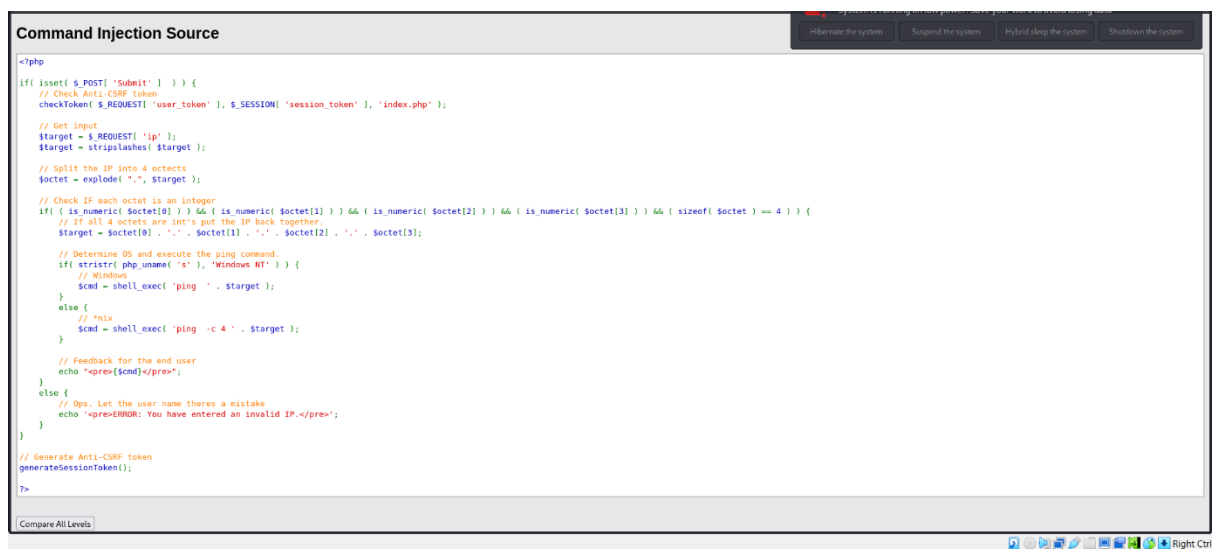 Command Injection Source
Hibernate the system Suspend the system Hybrid sleep the system Shutdown the system
<?php
if( isset( $_POST[ 'Submit' ]  ) ) {
    // Check Anti-CSRF token
    checkToken( $_REQUEST[ 'user_token' ], $_SESSION[ 'session_token' ], 'index.php' );
    // Get input
    $target = $_REQUEST[ 'ip' ];
    $target = stripslashes( $target );
    // Split the IP into 4 octects
    $octet = explode( ".", $target );
    // Check IF each octet is an integer
    if( ( is_numeric( $octet[0] ) ) && ( is_numeric( $octet[1] ) ) && ( is_numeric( $octet[2] ) ) && ( is_numeric( $octet[3] ) ) && ( sizeof( $octet ) == 4 ) ) {
        // If all 4 octets are int's put the IP back together.
        $target = $octet[0] . '.' . $octet[1] . '.' . $octet[2] . '.' . $octet[3];
        // Determine OS and execute the ping command.
        if( stristr( php_uname( 's' ), 'Windows NT' ) ) {
            // Windows
            $cmd = shell_exec( 'ping  ' . $target );
        }
        else {
            // *nix
            $cmd = shell_exec( 'ping  -c 4 ' . $target );
        }
        // Feedback for the end user
        echo "<pre>{$cmd}</pre>";
    }
    else {
        // Ops. Let the user name theres a mistake
        echo '<pre>ERROR: You have entered an invalid IP.</pre>';
    }
}
// Generate Anti-CSRF token
generateSessionToken();
?>
Compare All Levels
Right Ctrl